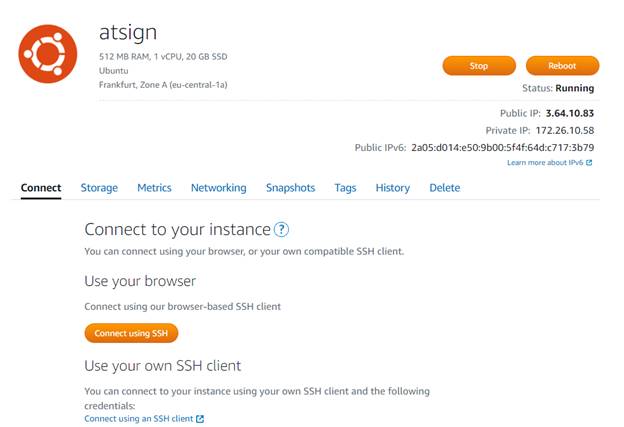 atsign
512 MB RAM, 1 vCPU, 20 GB SSD
Ubuntu
Frankfurt, Zone A (eu-central-1a)
Stop
Reboot
Status: Running
Public IP: 3.64.10.83
Private IP: 172.26.10.58
Public IPv6: 2a05:d014:e50:9b00:5f4f:64d:c717:3b79
Learn more about IPv6
Connect Storage Metrics Networking Snapshots Tags History Delete
Connect to your instance ?
You can connect using your browser, or your own compatible SSH client.
Use your browser
Connect using our browser-based SSH client
Connect using SSH
Use your own SSH client
You can connect to your instance using your own SSH client and the following
credentials:
Connect using an SSH client